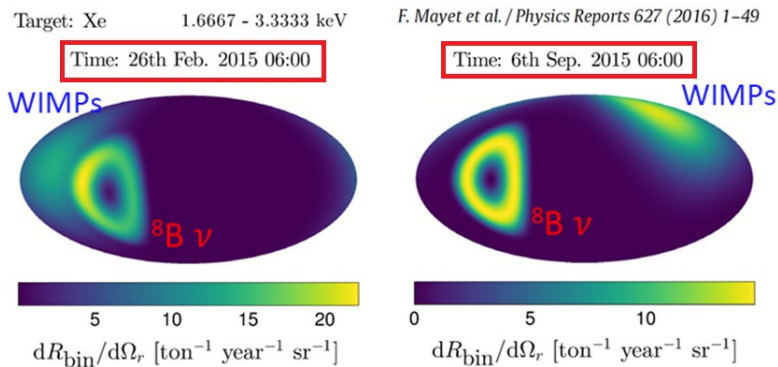 Target: Xe 1.6667 - 3.3333 keV
F. Mayet et al. / Physics Reports 627 (2016) 1–49
Time: 26th Feb. 2015 06:00
Time: 6th Sep. 2015 06:00
WIMPs
WIMPs
⁸B ν
⁸B ν
5 10 15 20
0 5 10
dR_bin/dΩ_r [ton⁻¹ year⁻¹ sr⁻¹]
dR_bin/dΩ_r [ton⁻¹ year⁻¹ sr⁻¹]